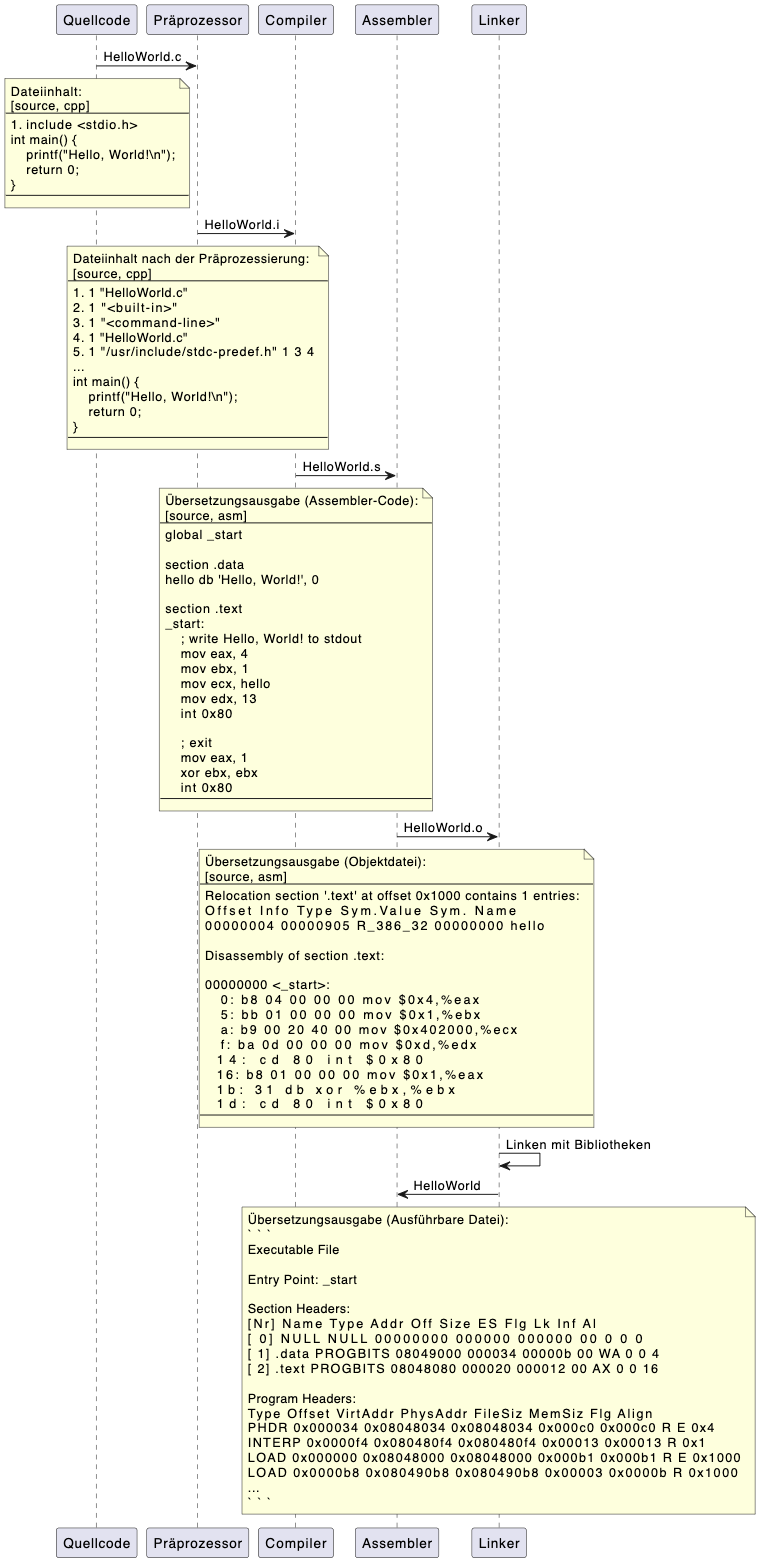 Quellcode Präprozessor Compiler Assembler Linker
HelloWorld.c
Dateiinhalt:
[source, cpp]
1. include <stdio.h>
int main() {
printf("Hello, World!\n");
return 0;
}
HelloWorld.i
Dateiinhalt nach der Präprozessierung:
[source, cpp]
1. 1 "HelloWorld.c"
2. 1 "<built-in>"
3. 1 "<command-line>"
4. 1 "HelloWorld.c"
5. 1 "/usr/include/stdc-predef.h" 1 3 4
...
int main() {
printf("Hello, World!\n");
return 0;
}
HelloWorld.s
Übersetzungsausgabe (Assembler-Code):
[source, asm]
global _start
section .data
hello db 'Hello, World!', 0
section .text
_start:
; write Hello, World! to stdout
mov eax, 4
mov ebx, 1
mov ecx, hello
mov edx, 13
int 0x80
; exit
mov eax, 1
xor ebx, ebx
int 0x80
HelloWorld.o
Übersetzungsausgabe (Objektdatei):
[source, asm]
Relocation section '.text' at offset 0x1000 contains 1 entries:
Offset Info Type Sym.Value Sym. Name
00000004 00000905 R_386_32 00000000 hello
Disassembly of section .text:
00000000 <_start>:
0: b8 04 00 00 00 mov $0x4,%eax
5: bb 01 00 00 00 mov $0x1,%ebx
a: b9 00 20 40 00 mov $0x402000,%ecx
f: ba 0d 00 00 00 mov $0xd,%edx
14: cd 80 int $0x80
16: b8 01 00 00 00 mov $0x1,%eax
1b: 31 db xor %ebx,%ebx
1d: cd 80 int $0x80
Linken mit Bibliotheken
HelloWorld
Übersetzungsausgabe (Ausführbare Datei):
` ` `
Executable File
Entry Point: _start
Section Headers:
[Nr] Name Type Addr Off Size ES Flg Lk Inf Al
[ 0] NULL NULL 00000000 000000 000000 00 0 0 0
[ 1] .data PROGBITS 08049000 000034 00000b 00 WA 0 0 4
[ 2] .text PROGBITS 08048080 000020 000012 00 AX 0 0 16
Program Headers:
Type Offset VirtAddr PhysAddr FileSiz MemSiz Flg Align
PHDR 0x000034 0x08048034 0x08048034 0x000c0 0x000c0 R E 0x4
INTERP 0x0000f4 0x080480f4 0x080480f4 0x00013 0x00013 R 0x1
LOAD 0x000000 0x08048000 0x08048000 0x000b1 0x000b1 R E 0x1000
LOAD 0x0000b8 0x080490b8 0x080490b8 0x00003 0x0000b R 0x1000
...
` ` `
Quellcode Präprozessor Compiler Assembler Linker